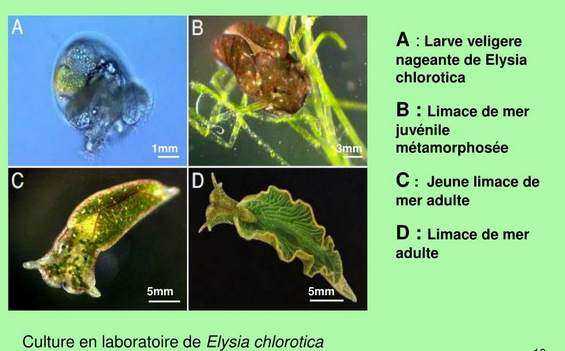 A
B
1mm
3mm
C
D
5mm
5mm
A : Larve veligere
nageante de Elysia
chlorotica
B : Limace de mer
juvénile
métamorphosée
C : Jeune limace de
mer adulte
D : Limace de mer
adulte
Culture en laboratoire de Elysia chlorotica